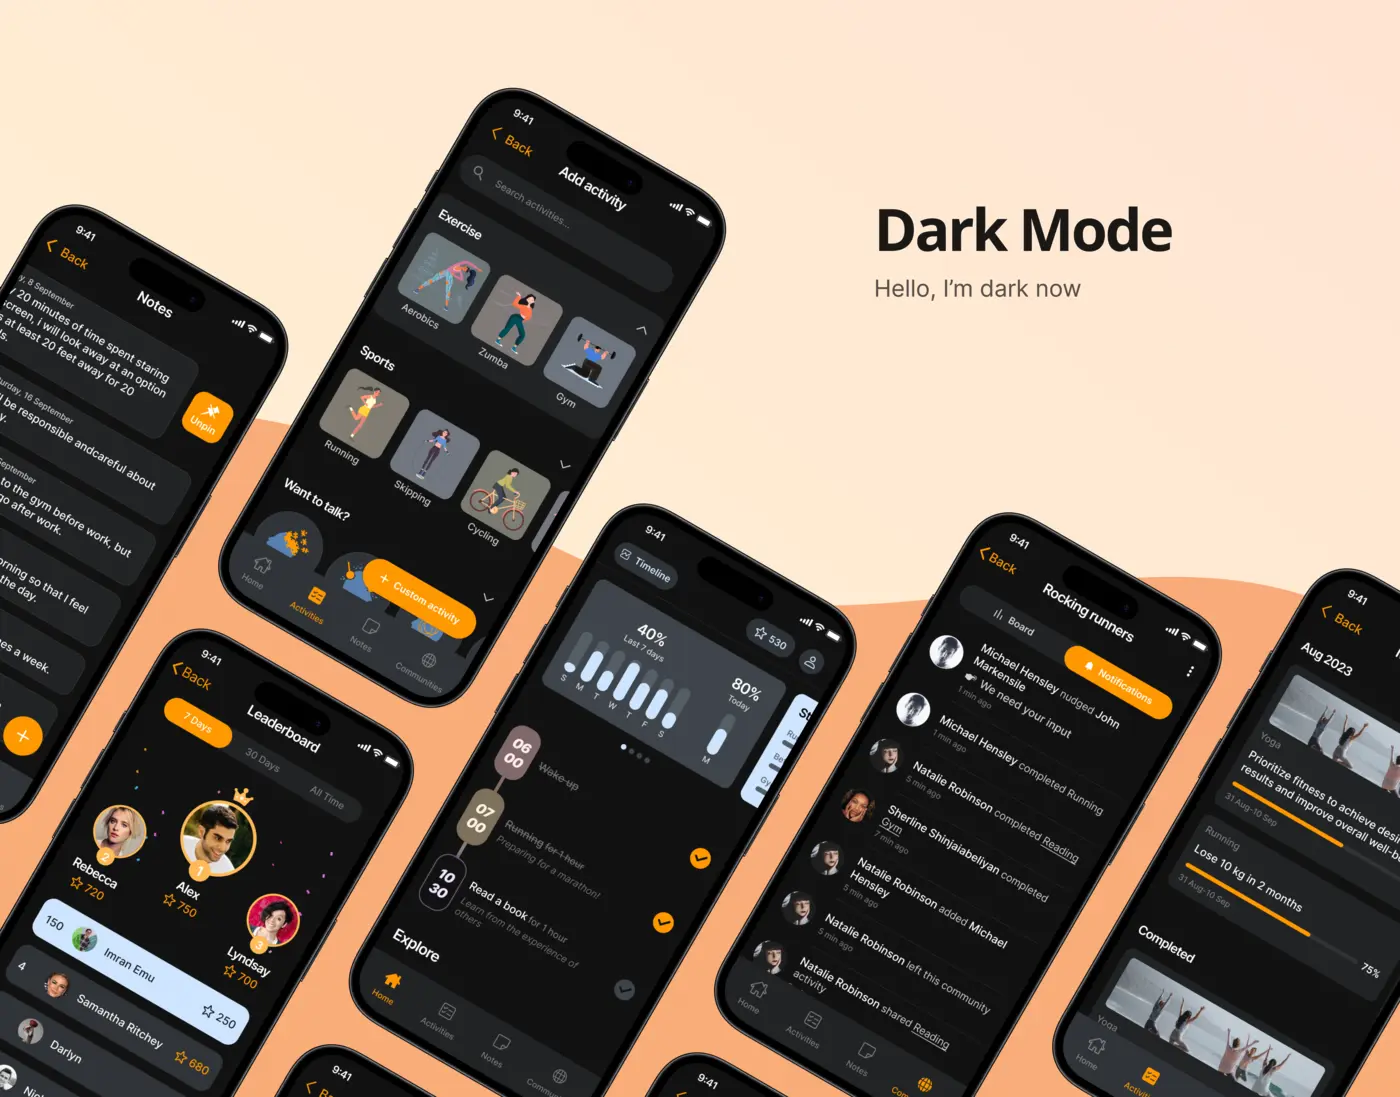 Dark Mode
Hello, I'm dark now
9:41
Back
Notes
8 September
20 minutes of time spent staring
screen, i will look away at an option
at least 20 feet away for 20
Unpin
16 September
be responsible andcareful about
September
to the gym before work, but
go after work.
morning so that I feel
the day.
a week.
9:41
Back
Add activity
Search activities...
Exercise
Aerobics
Zumba
Gym
Sports
Running
Skipping
Cycling
Want to talk?
Custom activity
Home
Activities
Notes
Communities
9:41
Back
Leaderboard
7 Days
30 Days
All Time
2
Rebecca
720
1
Alex
750
3
Lyndsay
700
150
Imran Emu
250
4
Samantha Ritchey
680
Darlyn
9:41
Timeline
530
40%
Last 7 days
S
M
T
W
T
F
S
80%
Today
M
06
00
Wake-up
07
00
Running for 1 hour
Preparing for a marathon!
10
30
Read a book for 1 hour
Learn from the experience of
others
Explore
Home
Activities
Notes
9:41
Back
Rocking runners
Board
Notifications
Michael Hensley nudged John
Markensile
We need your input
1 min ago
Michael Hensley completed Running
1 min ago
Natalie Robinson completed Reading
5 min ago
Sherline Shinjaiabeliyan completed
Gym
7 min ago
Natalie Robinson added Michael
Hensley
5 min ago
Natalie Robinson left this community
5 min ago
Natalie Robinson shared Reading
activity
Home
Activities
Notes
9:41
Back
Aug 2023
Yoga
Prioritize fitness to achieve
results and improve overall
31 Aug-10 Sep
Running
Lose 10 kg in 2 months
31 Aug-10 Sep
75%
Completed
Yoga
Home
9:41
9:41